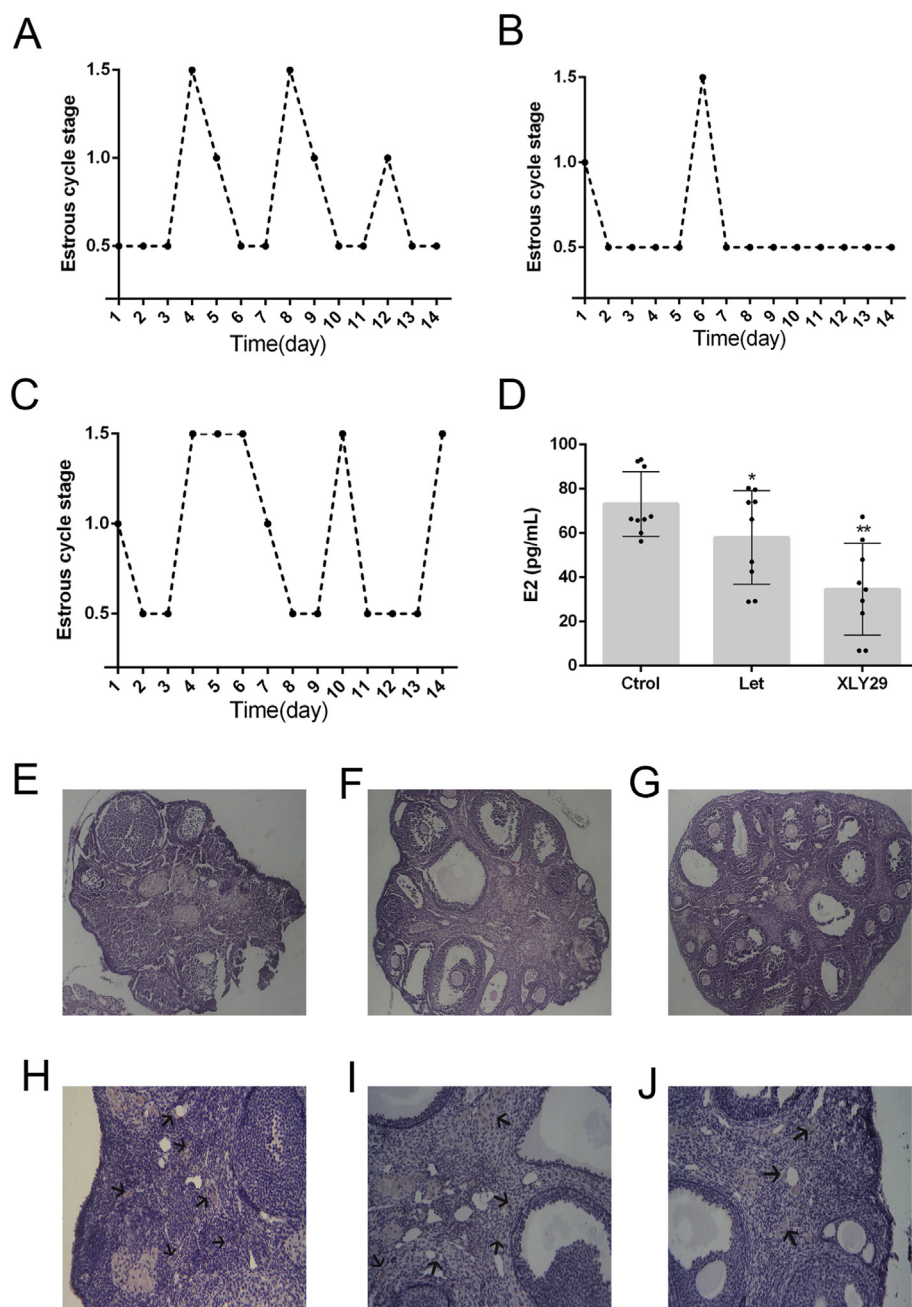 A
1.5
1.0
0.5
Estrous cycle stage
1 2 3 4 5 6 7 8 9 10 11 12 13 14
Time(day)
B
1.5
1.0
0.5
Estrous cycle stage
1 2 3 4 5 6 7 8 9 10 11 12 13 14
Time(day)
C
1.5
1.0
0.5
Estrous cycle stage
1 2 3 4 5 6 7 8 9 10 11 12 13 14
Time(day)
D
100
80
60
40
20
0
E2 (pg/mL)
*
**
Ctrol Let XLY29
E
F
G
H
I
J